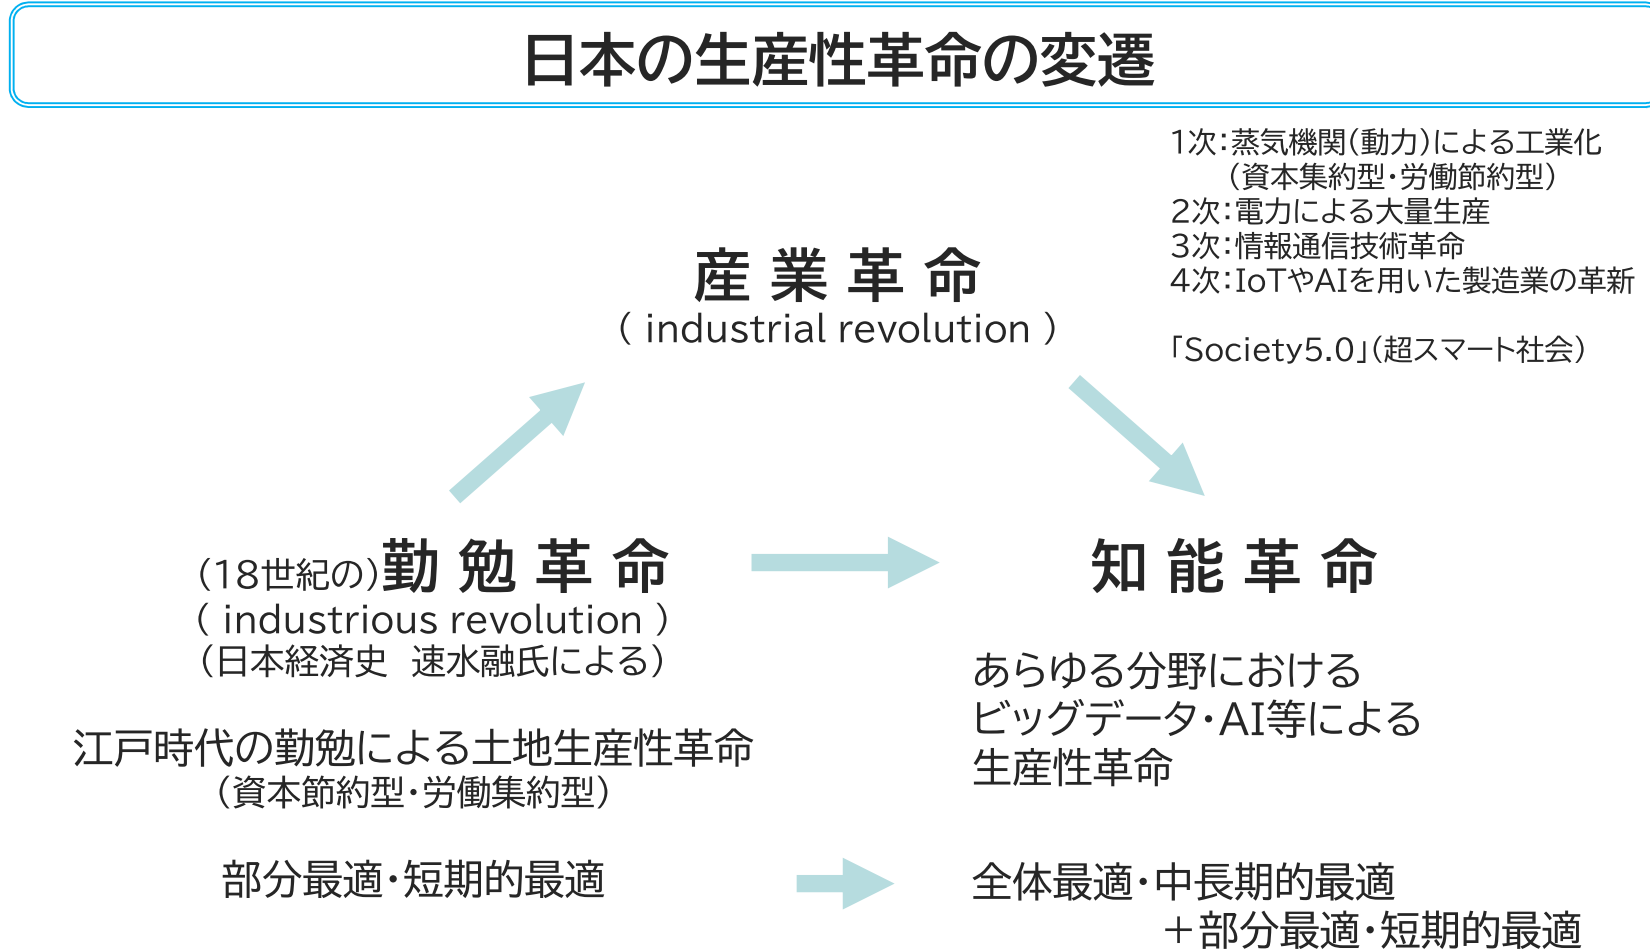 日本の生産性革命の変遷
1次：蒸気機関（動力）による工業化
（資本集約型・労働節約型）
2次：電力による大量生産
3次：情報通信技術革命
4次：IoTやAIを用いた製造業の革新
「Society5.0」（超スマート社会）
産業革命
（ industrial revolution ）
（18世紀の）勤勉革命
（ industrious revolution ）
（日本経済史　速水融氏による）
江戸時代の勤勉による土地生産性革命
（資本節約型・労働集約型）
部分最適・短期的最適
知能革命
あらゆる分野における
ビッグデータ・AI等による
生産性革命
全体最適・中長期的最適
＋部分最適・短期的最適